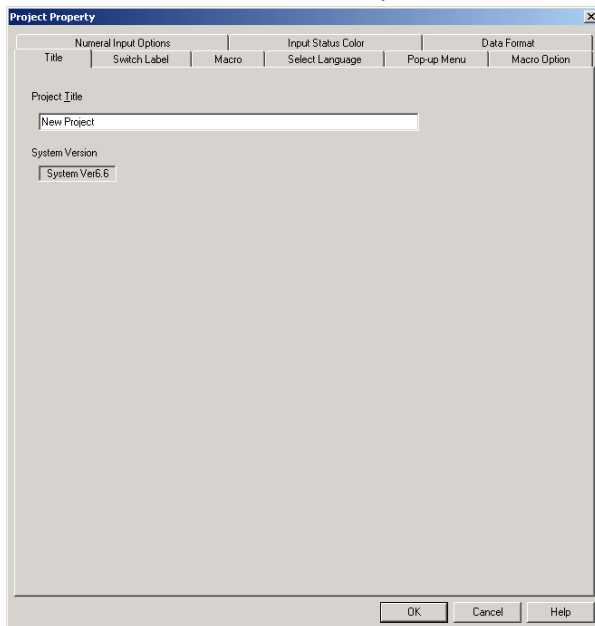 Project Property
Numeral Input Options Input Status Color Data Format
Title Switch Label Macro Select Language Pop-up Menu Macro Option
Project Title
New Project
System Version
System Ver6.6
OK Cancel Help